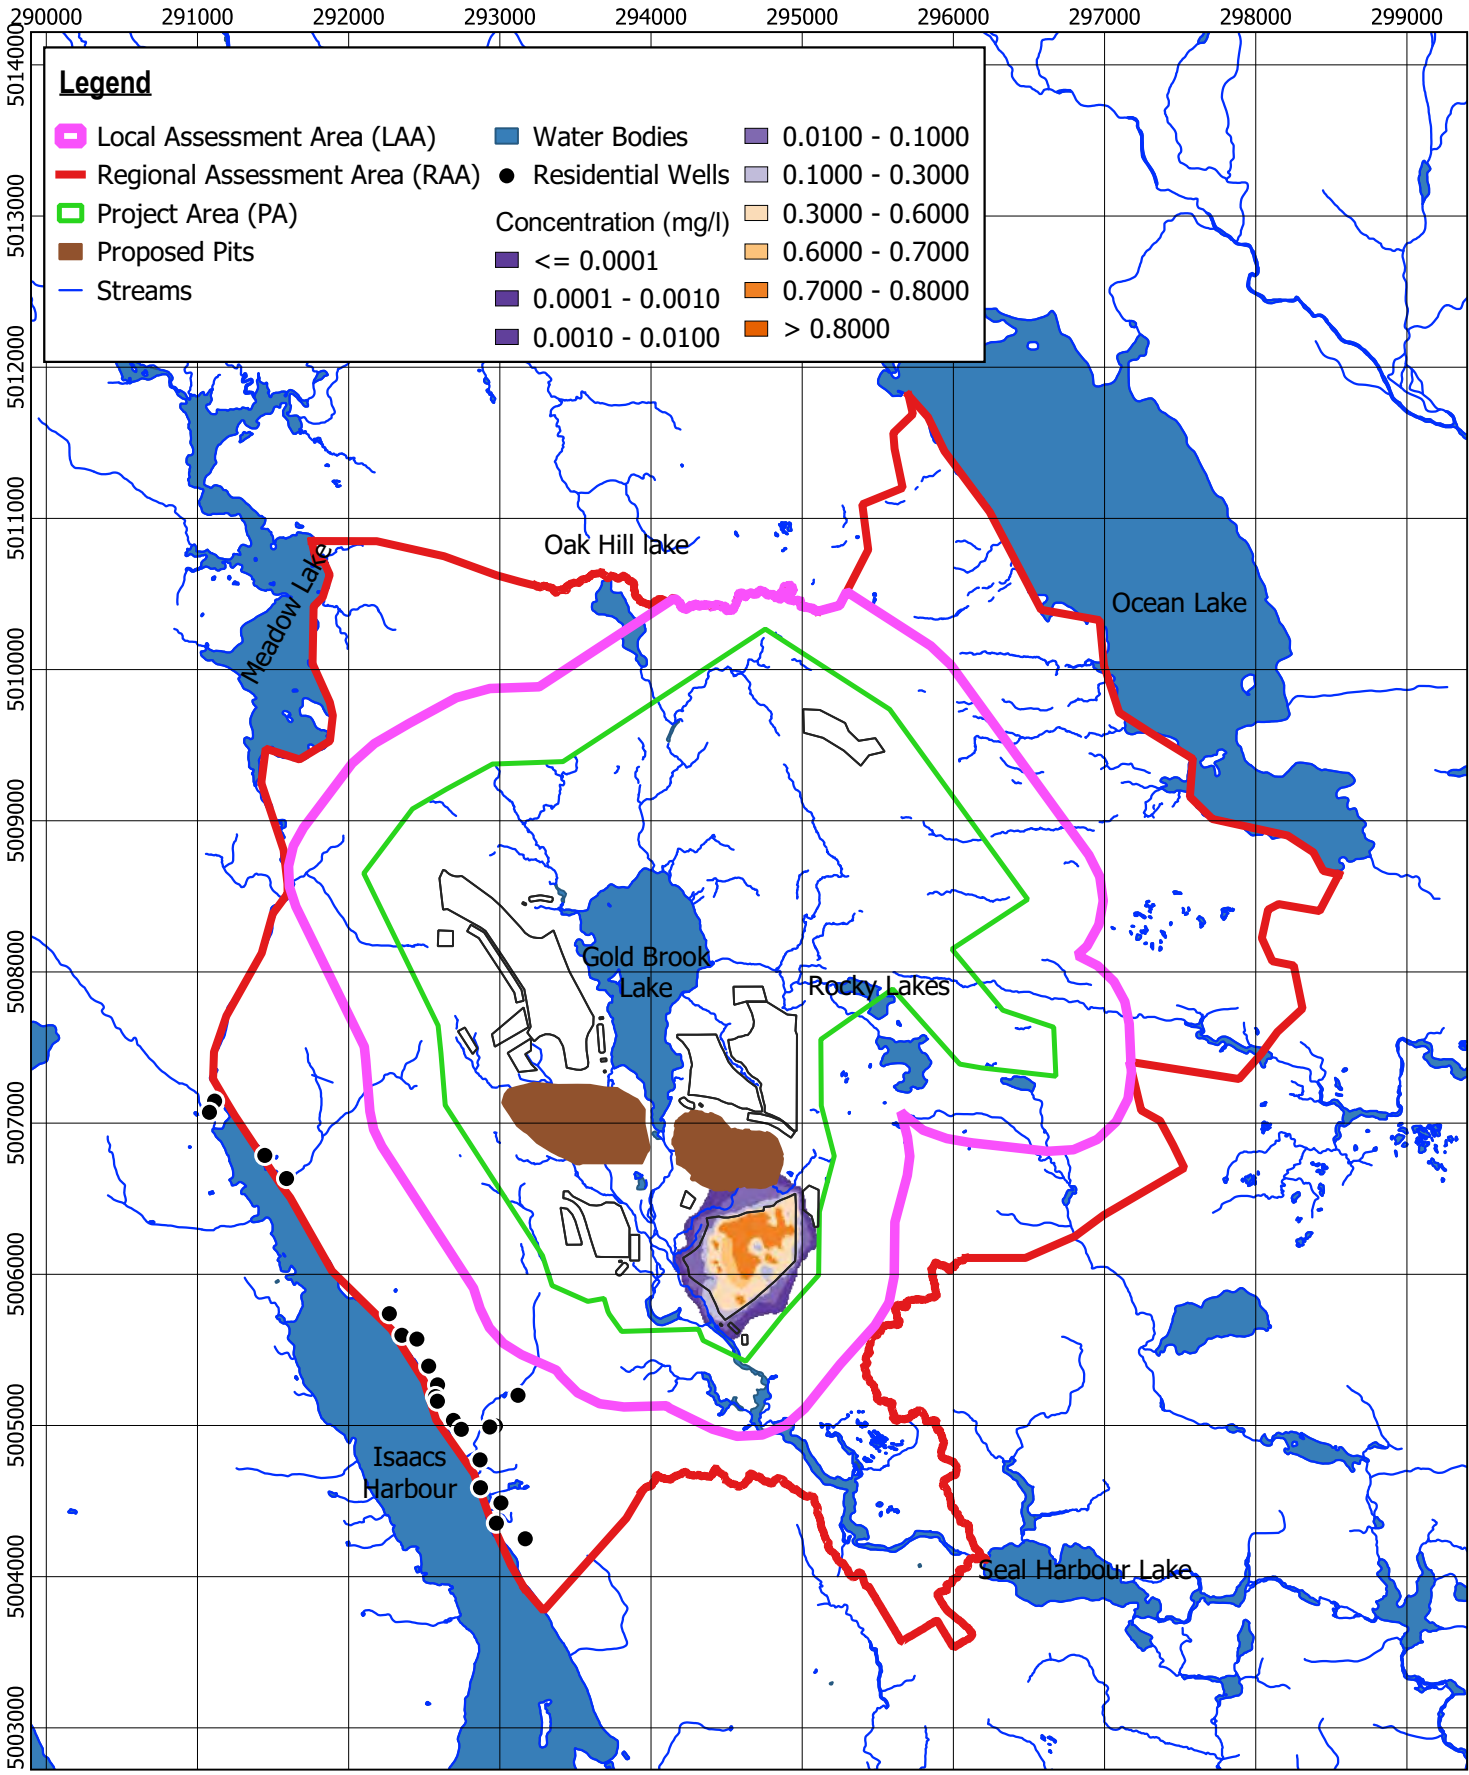 290000 291000 292000 293000 294000 295000 296000 297000 298000 299000
5014000
5013000
5012000
5011000
5010000
5009000
5008000
5007000
5006000
5005000
5004000
5003000
Legend
Local Assessment Area (LAA)
Regional Assessment Area (RAA)
Project Area (PA)
Proposed Pits
Streams
Water Bodies
Residential Wells
Concentration (mg/l)
<= 0.0001
0.0001 - 0.0010
0.0010 - 0.0100
0.0100 - 0.1000
0.1000 - 0.3000
0.3000 - 0.6000
0.6000 - 0.7000
0.7000 - 0.8000
> 0.8000
Oak Hill lake
Meadow Lake
Ocean Lake
Gold Brook
Lake
Rocky Lakes
Isaacs
Harbour
Seal Harbour Lake